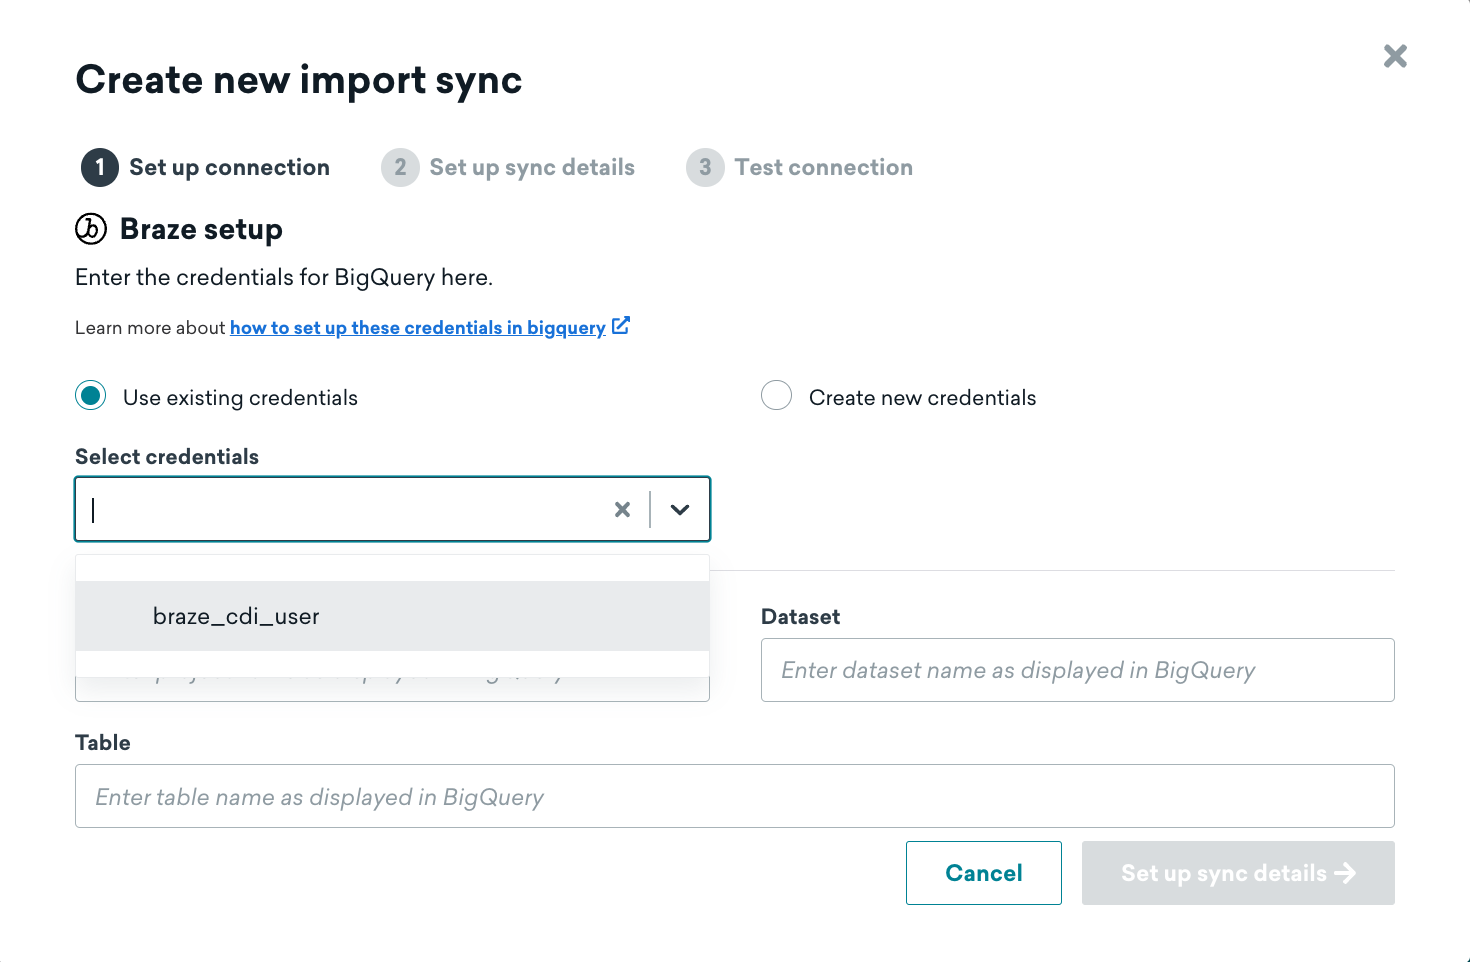 Create new import sync
1 Set up connection 2 Set up sync details 3 Test connection
Braze setup
Enter the credentials for BigQuery here.
Learn more about how to set up these credentials in bigquery
Use existing credentials Create new credentials
Select credentials
braze_cdi_user
Dataset
Enter dataset name as displayed in BigQuery
Table
Enter table name as displayed in BigQuery
Cancel Set up sync details